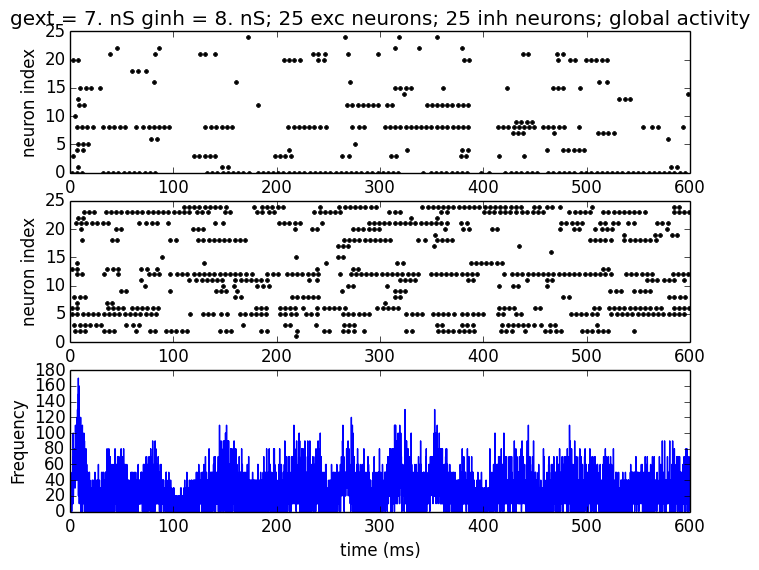 gext = 7. nS ginh = 8. nS; 25 exc neurons; 25 inh neurons; global activity
25
20
15
10
5
0
neuron index
0 100 200 300 400 500 600
25
20
15
10
5
0
neuron index
0 100 200 300 400 500 600
180
160
140
120
100
80
60
40
20
0
Frequency
0 100 200 300 400 500 600
time (ms)